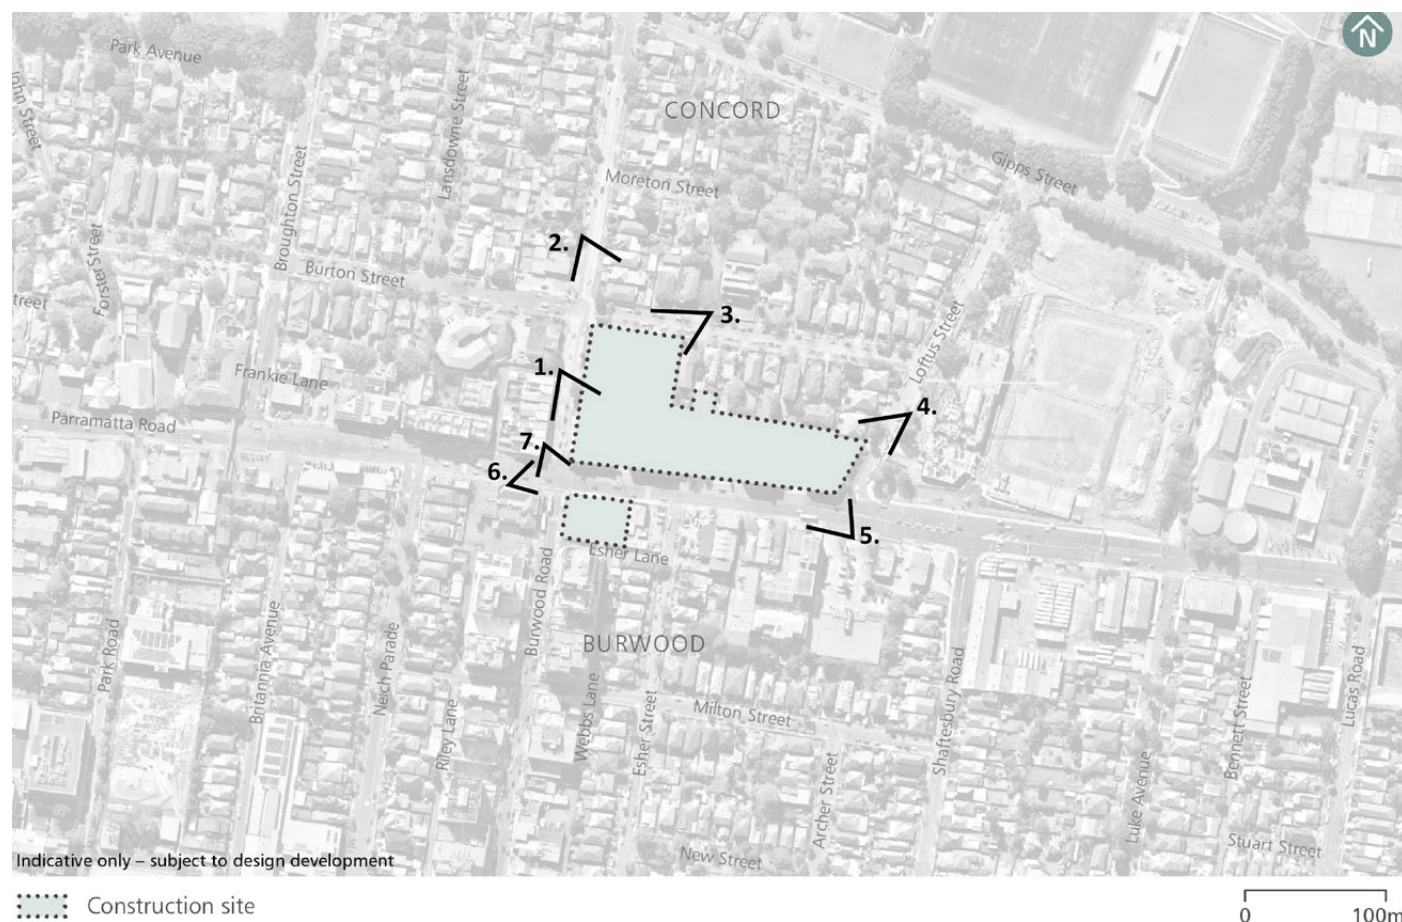 N
Park Avenue
John Street
Lansdowne Street
CONCORD
Gipps Street
Moreton Street
Broughton Street
Forster Street
2.
Burton Street
treet
3.
Loftus Street
1.
Frankie Lane
4.
Parramatta Road
7.
6.
5.
Esher Lane
Burwood Road
BURWOOD
Park Road
Britannia Avenue
Neich Parade
Riley Lane
Webbs Lane
Esher Street
Milton Street
Shaftesbury Road
Archer Street
Luke Avenue
Bennett Street
Lucas Road
Stuart Street
New Street
Indicative only – subject to design development
Construction site
0 100m